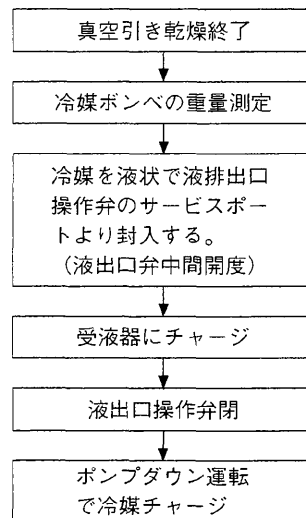 真空引き乾燥終了
冷媒ボンベの重量測定
冷媒を液状で液排出口
操作弁のサービスポー
トより封入する。
(液出口弁中間開度)
受液器にチャージ
液出口操作弁閉
ポンプダウン運転
で冷媒チャージ